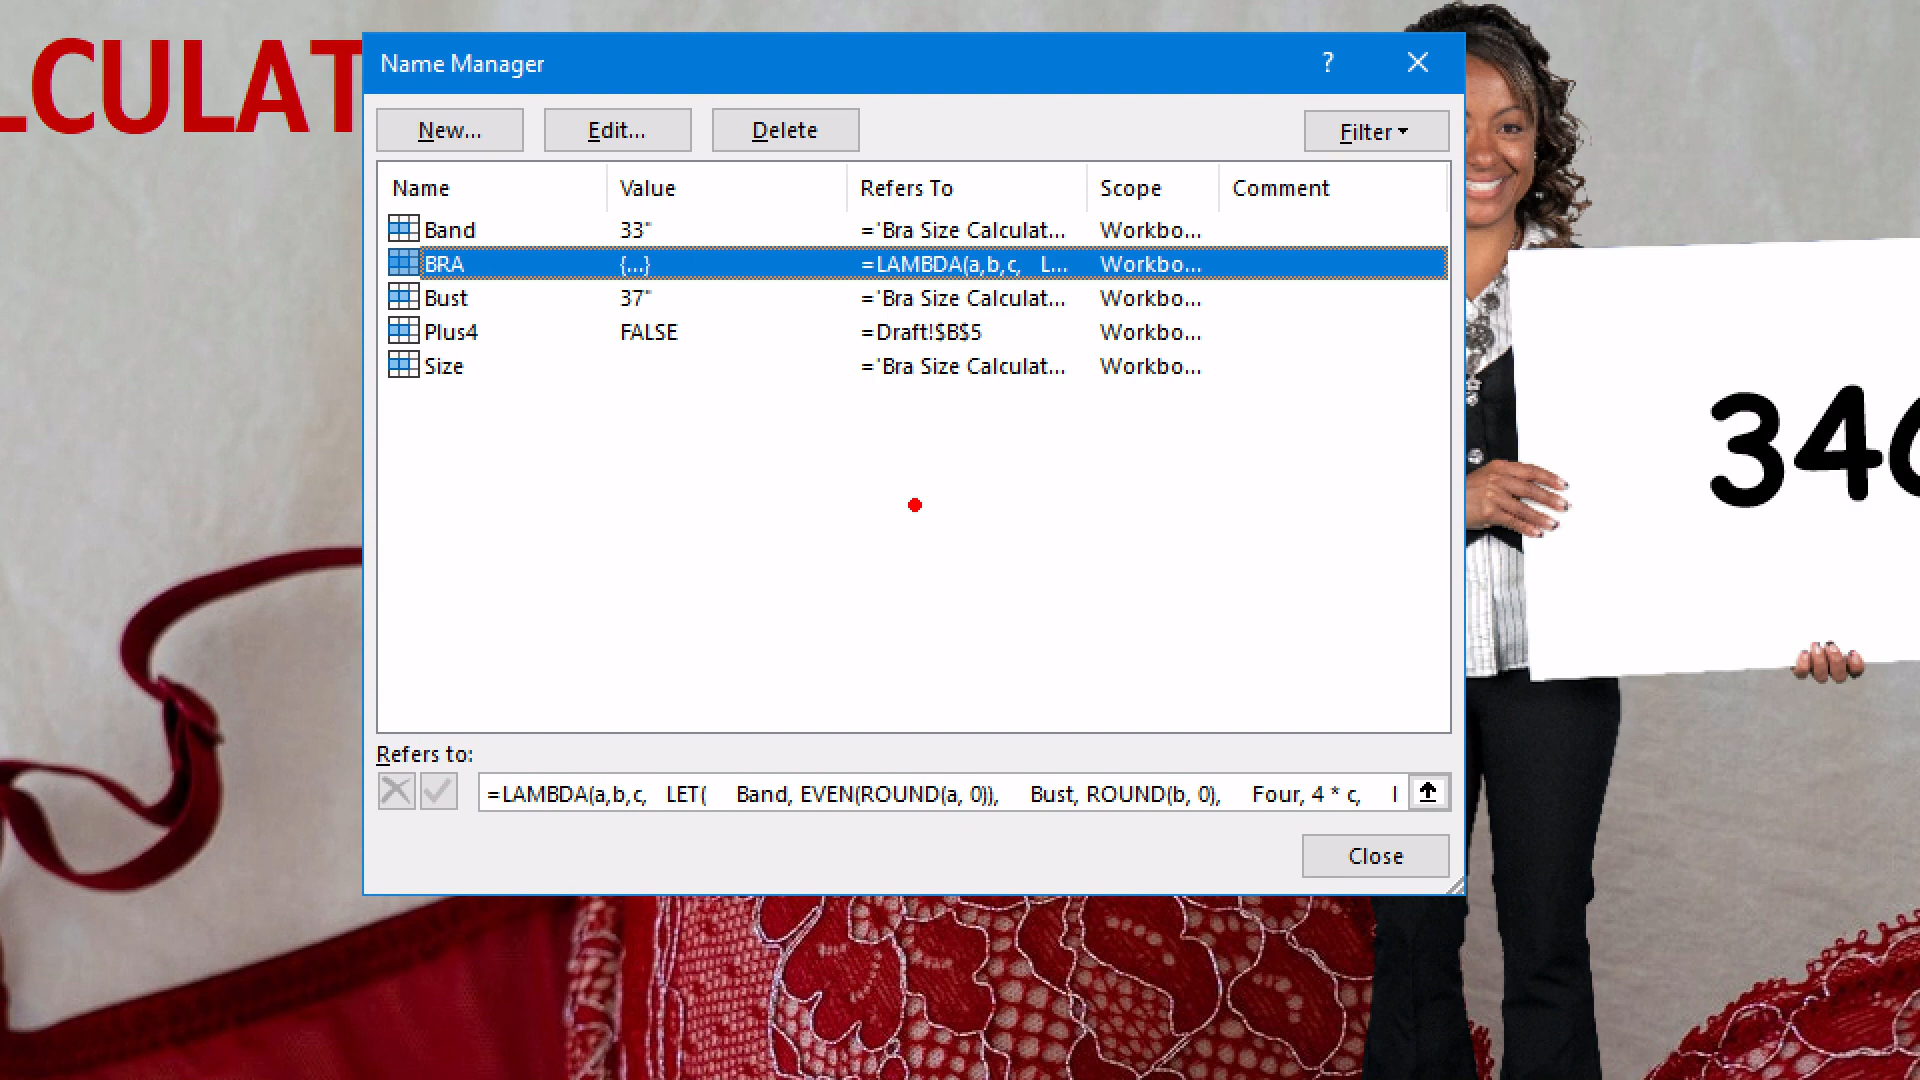 LCULAT
Name Manager
?
New... Edit... Delete Filter
Name Value Refers To Scope Comment
Band 33" ='Bra Size Calculat... Workbo...
BRA {...} =LAMBDA(a,b,c, L... Workbo...
Bust 37" ='Bra Size Calculat... Workbo...
Plus4 FALSE =Draft!$B$5 Workbo...
Size ='Bra Size Calculat... Workbo...
34
Refers to:
=LAMBDA(a,b,c, LET( Band, EVEN(ROUND(a, 0)), Bust, ROUND(b, 0), Four, 4 * c,
Close